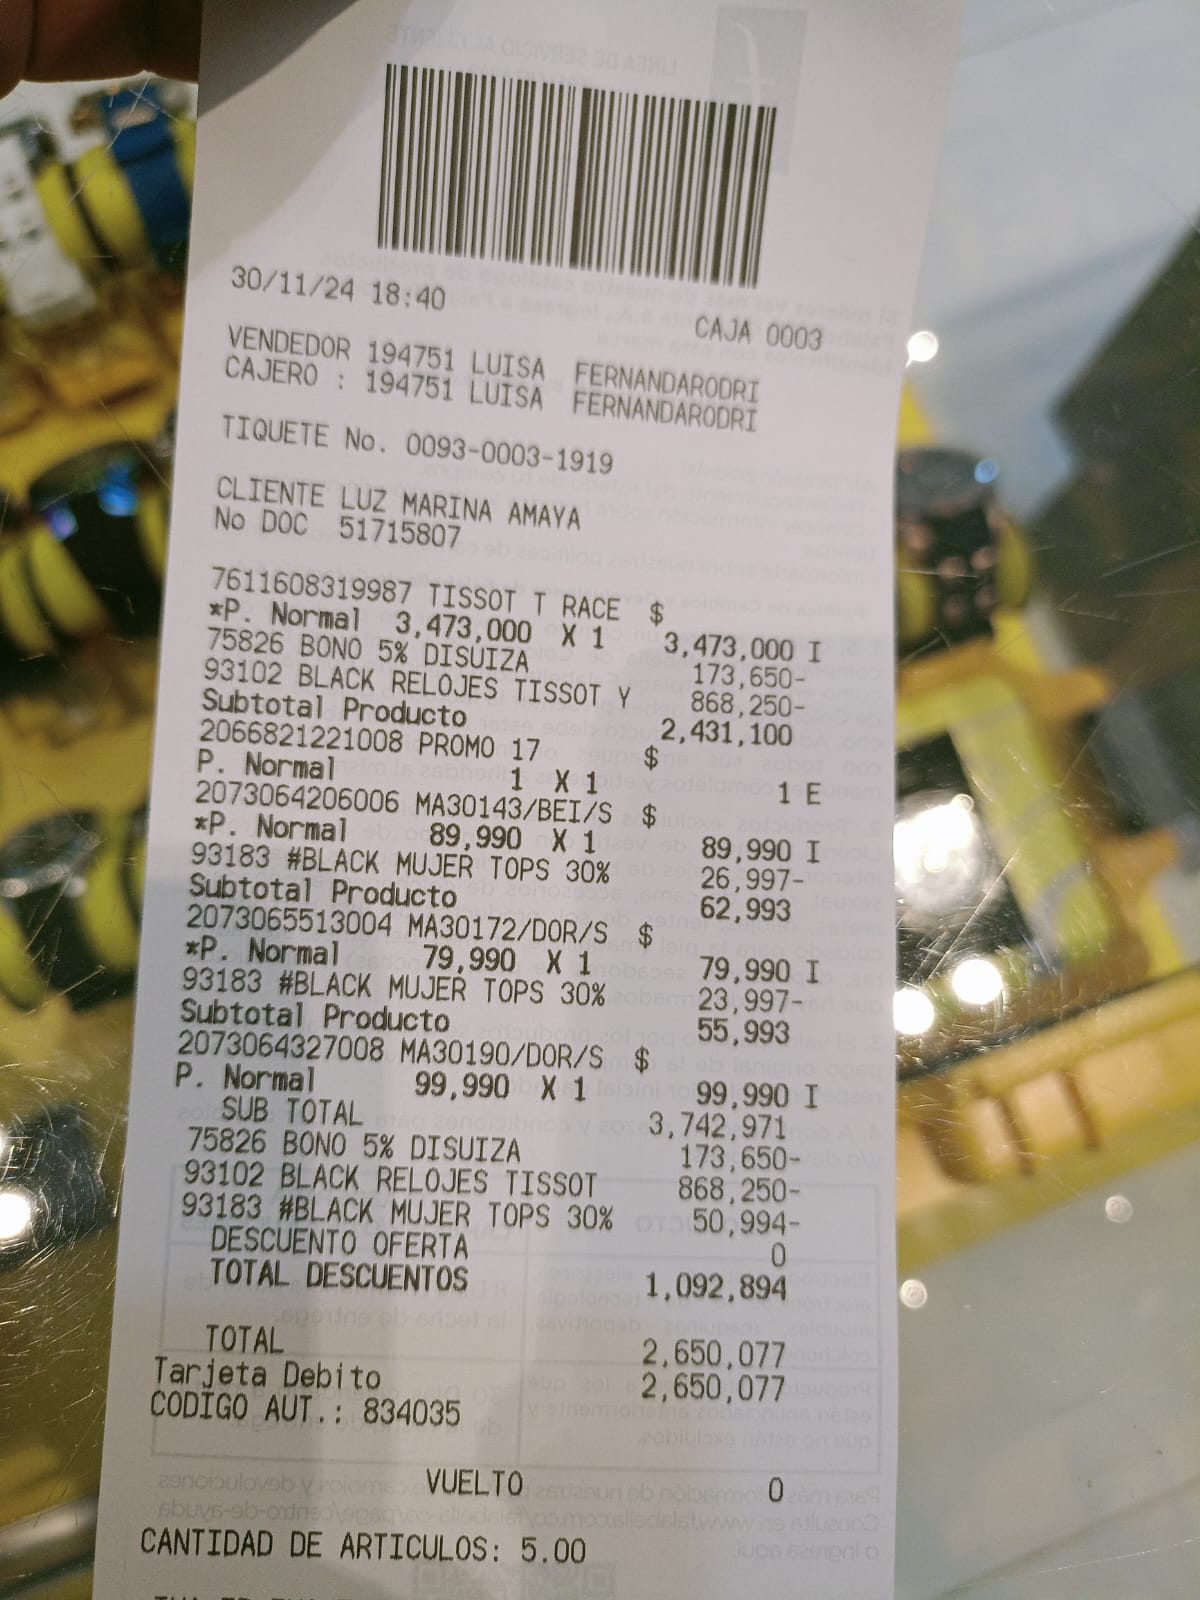 30/11/24 18:40 CAJA 0003
VENDEDOR 194751 LUISA FERNANDARODRI
CAJERO : 194751 LUISA FERNANDARODRI
TIQUETE No. 0093-0003-1919
CLIENTE LUZ MARINA AMAYA
No DOC 51715807
7611608319987 TISSOT T RACE $
*P. Normal 3,473,000 X 1 3,473,000 I
75826 BONO 5% DISUIZA 173,650-
93102 BLACK RELOJES TISSOT Y 868,250-
Subtotal Producto 2,431,100
2066821221008 PROMO 17 $
P. Normal 1 X 1 1 E
2073064206006 MA30143/BEI/S $
*P. Normal 89,990 X 1 89,990 I
93183 #BLACK MUJER TOPS 30% 26,997-
Subtotal Producto 62,993
2073065513004 MA30172/DOR/S $
*P. Normal 79,990 X 1 79,990 I
93183 #BLACK MUJER TOPS 30% 23,997-
Subtotal Producto 55,993
2073064327008 MA30190/DOR/S $
P. Normal 99,990 X 1 99,990 I
SUB TOTAL 3,742,971
75826 BONO 5% DISUIZA 173,650-
93102 BLACK RELOJES TISSOT 868,250-
93183 #BLACK MUJER TOPS 30% 50,994-
DESCUENTO OFERTA 0
TOTAL DESCUENTOS 1,092,894
TOTAL 2,650,077
Tarjeta Debito 2,650,077
CODIGO AUT.: 834035
VUELTO 0
CANTIDAD DE ARTICULOS: 5.00